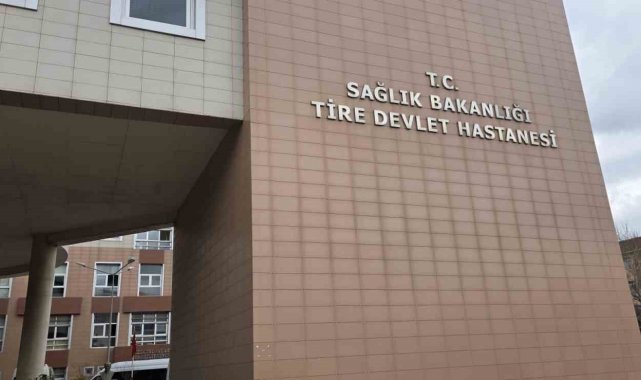 T.C.
SAĞLIK BAKANLIĞI
TİRE DEVLET HASTANESİ